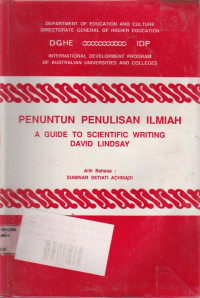 DEPARTMENT OF EDUCATION AND CULTURE
DIRECTORATE GENERAL OF HIGHER EDUCATION
DGHE IDP
INTERNATIONAL DEVELOPMENT PROGRAM
OF AUSTRALIAN UNIVERSITIES AND COLLEGES
PENUNTUN PENULISAN ILMIAH
A GUIDE TO SCIENTIFIC WRITING
DAVID LINDSAY
Alih Bahasa :
SUMINAR SETIATI ACHMADI